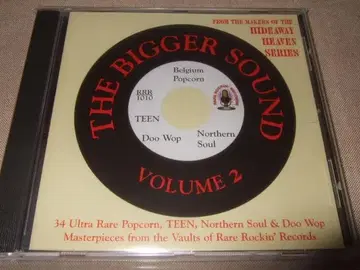 FROM THE MAKERS OF THE
HIDEAWAY
HEAVEN
SERIES
THE BIGGER SOUND
Belgium
Popcorn
RRR
1010
TEEN
Doo Wop
Northern
Soul
VOLUME 2
34 Ultra Rare Popcorn, TEEN, Northern Soul & Doo Wop
Masterpieces from the Vaults of Rare Rockin' Records